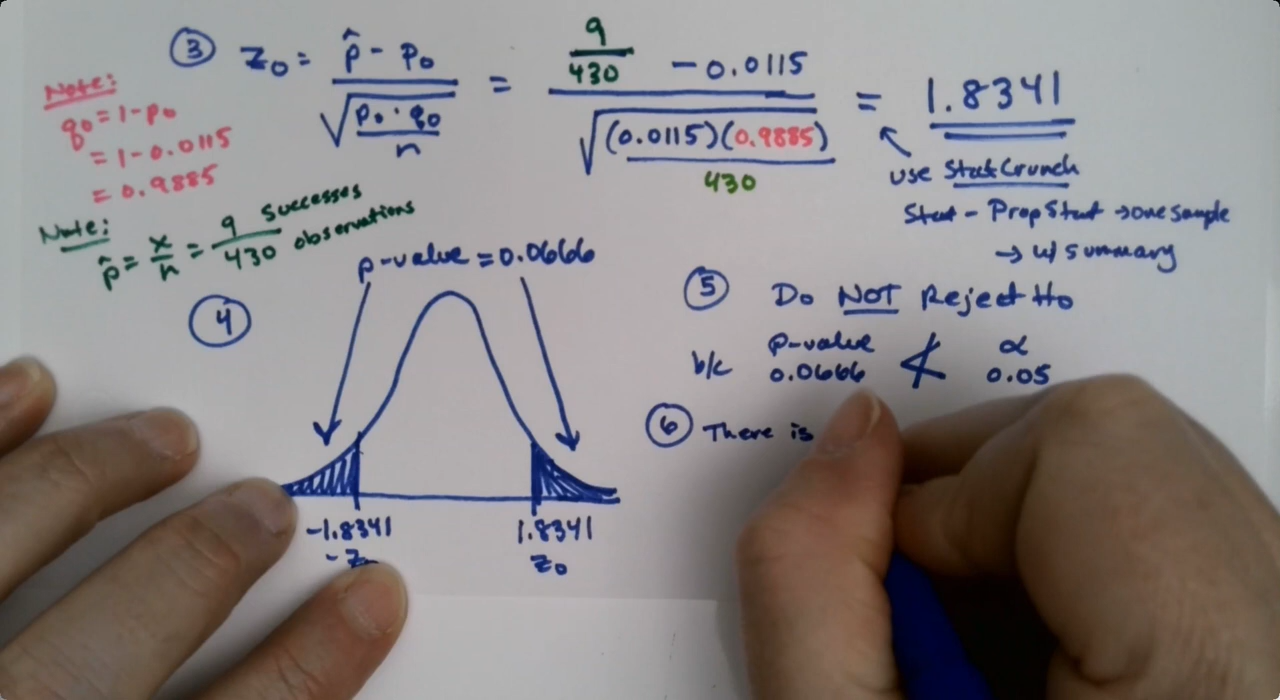 ③ z₀ = p̂ - p₀ / √(p₀ · q₀ / n) = 9/430 - 0.0115 / √((0.0115)(0.9885) / 430) = 1.8341
Note:
q₀ = 1 - p₀
= 1 - 0.0115
= 0.9885
use StatCrunch
Stat - PropStat → one sample
→ w/ summary
Note:
p̂ = x/n = 9/430 successes observations
④
p-value = 0.0666
-1.8341
1.8341
z₀
⑤ Do NOT Reject H₀
b/c p-value ≮ α
0.0666 0.05
⑥ There is